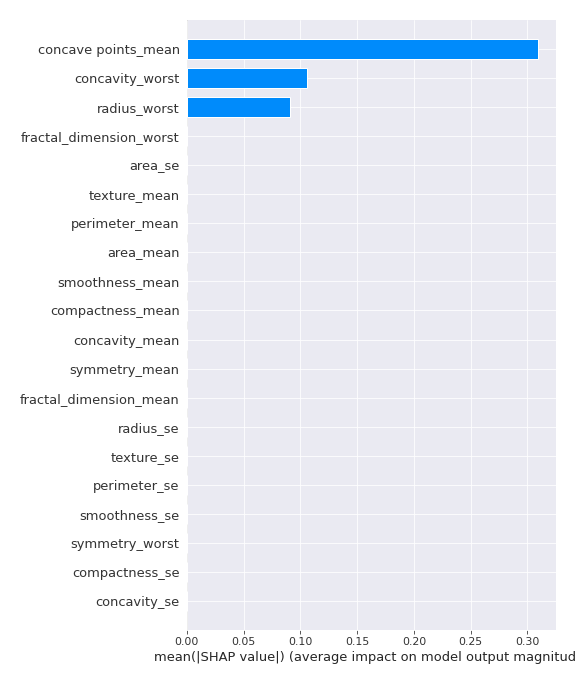 concave points_mean
concavity_worst
radius_worst
fractal_dimension_worst
area_se
texture_mean
perimeter_mean
area_mean
smoothness_mean
compactness_mean
concavity_mean
symmetry_mean
fractal_dimension_mean
radius_se
texture_se
perimeter_se
smoothness_se
symmetry_worst
compactness_se
concavity_se
0.00 0.05 0.10 0.15 0.20 0.25 0.30
mean(|SHAP value|) (average impact on model output magnitud